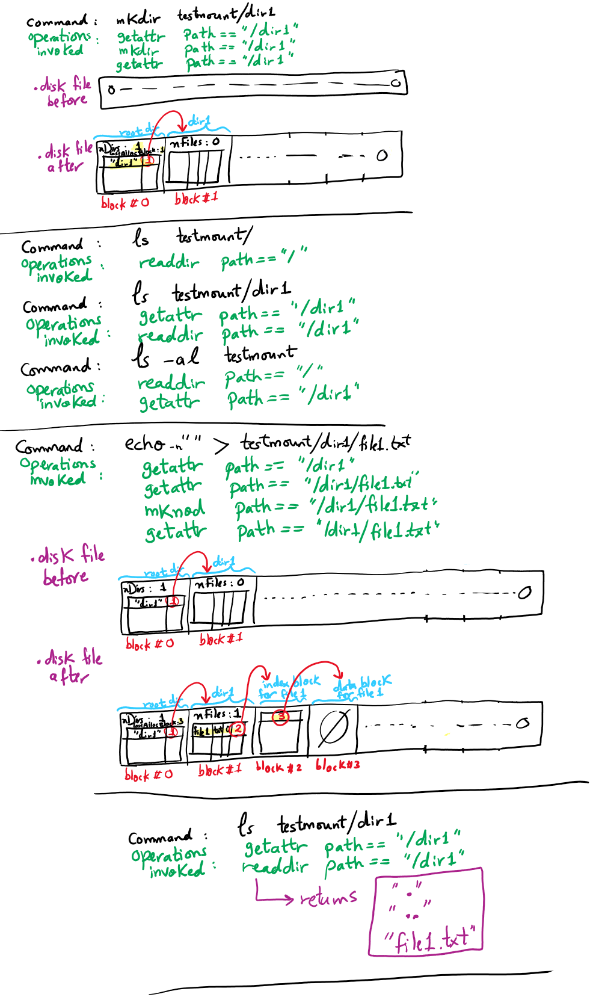 Command : mkdir testmount/dir1
operations invoked : getattr path == "/dir1"
mkdir path == "/dir1"
getattr path == "/dir1"
• disk file before
0 0
• disk file after
root dir dir1
nDirs : 1 nFiles : 0
"dir1" 1 0
block # 0 block # 1
Command : ls testmount/
operations invoked : readdir path == "/"
Command : ls testmount/dir1
operations invoked : getattr path == "/dir1"
readdir path == "/dir1"
Command : ls -al testmount
operations invoked : readdir path == "/"
getattr path == "/dir1"
Command : echo -n "" > testmount/dir1/file1.txt
operations invoked : getattr path == "/dir1"
getattr path == "/dir1/file1.txt"
mknod path == "/dir1/file1.txt"
getattr path == "/dir1/file1.txt"
• disk file before
root dir dir1
nDirs : 1 nFiles : 0
"dir1" 1 0
block # 0 block # 1
• disk file after
root dir dir1 index block for file1 data block for file1
nDirs : 1 nFiles : 1 3
"dir1" 1 file1 txt 0 2 0
block # 0 block # 1 block # 2 block # 3
Command : ls testmount/dir1
operations invoked : getattr path == "/dir1"
readdir path == "/dir1"
returns
"."
".."
"file1.txt"